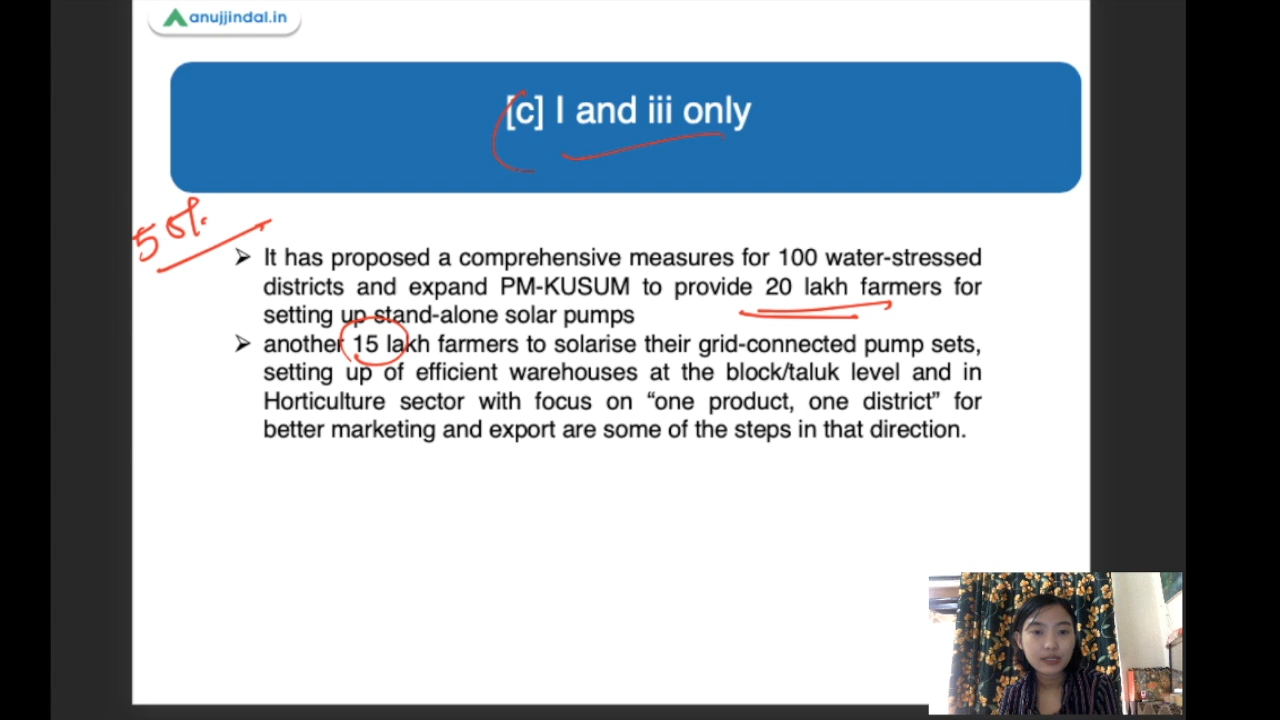 anujjindal.in
[c] I and iii only
50%
➢ It has proposed a comprehensive measures for 100 water-stressed
districts and expand PM-KUSUM to provide 20 lakh farmers for
setting up stand-alone solar pumps
➢ another 15 lakh farmers to solarise their grid-connected pump sets,
setting up of efficient warehouses at the block/taluk level and in
Horticulture sector with focus on “one product, one district” for
better marketing and export are some of the steps in that direction.